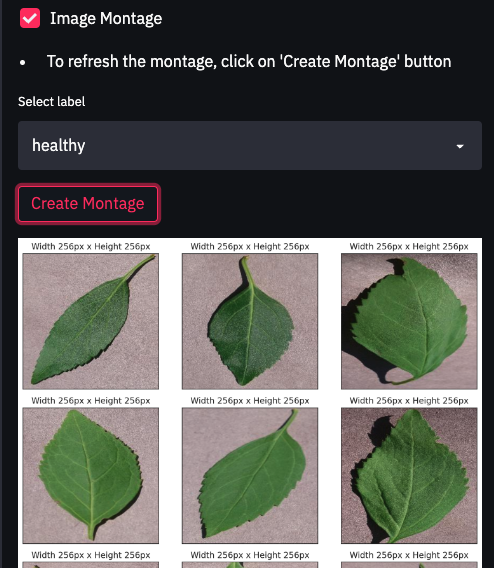 Image Montage
To refresh the montage, click on 'Create Montage' button
Select label
healthy
Create Montage
Width 256px x Height 256px Width 256px x Height 256px Width 256px x Height 256px
Width 256px x Height 256px Width 256px x Height 256px Width 256px x Height 256px
Width 256px x Height 256px Width 256px x Height 256px Width 256px x Height 256px